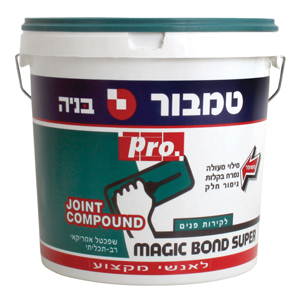 טמבור בניה
pro.
מילוי מעולה
נמרח בקלות
גימור חלק
JOINT
COMPOUND
שפכטל אמריקאי
רב-תכליתי
לקירות פנים
MAGIC BOND SUPER
לאנשי מקצוע